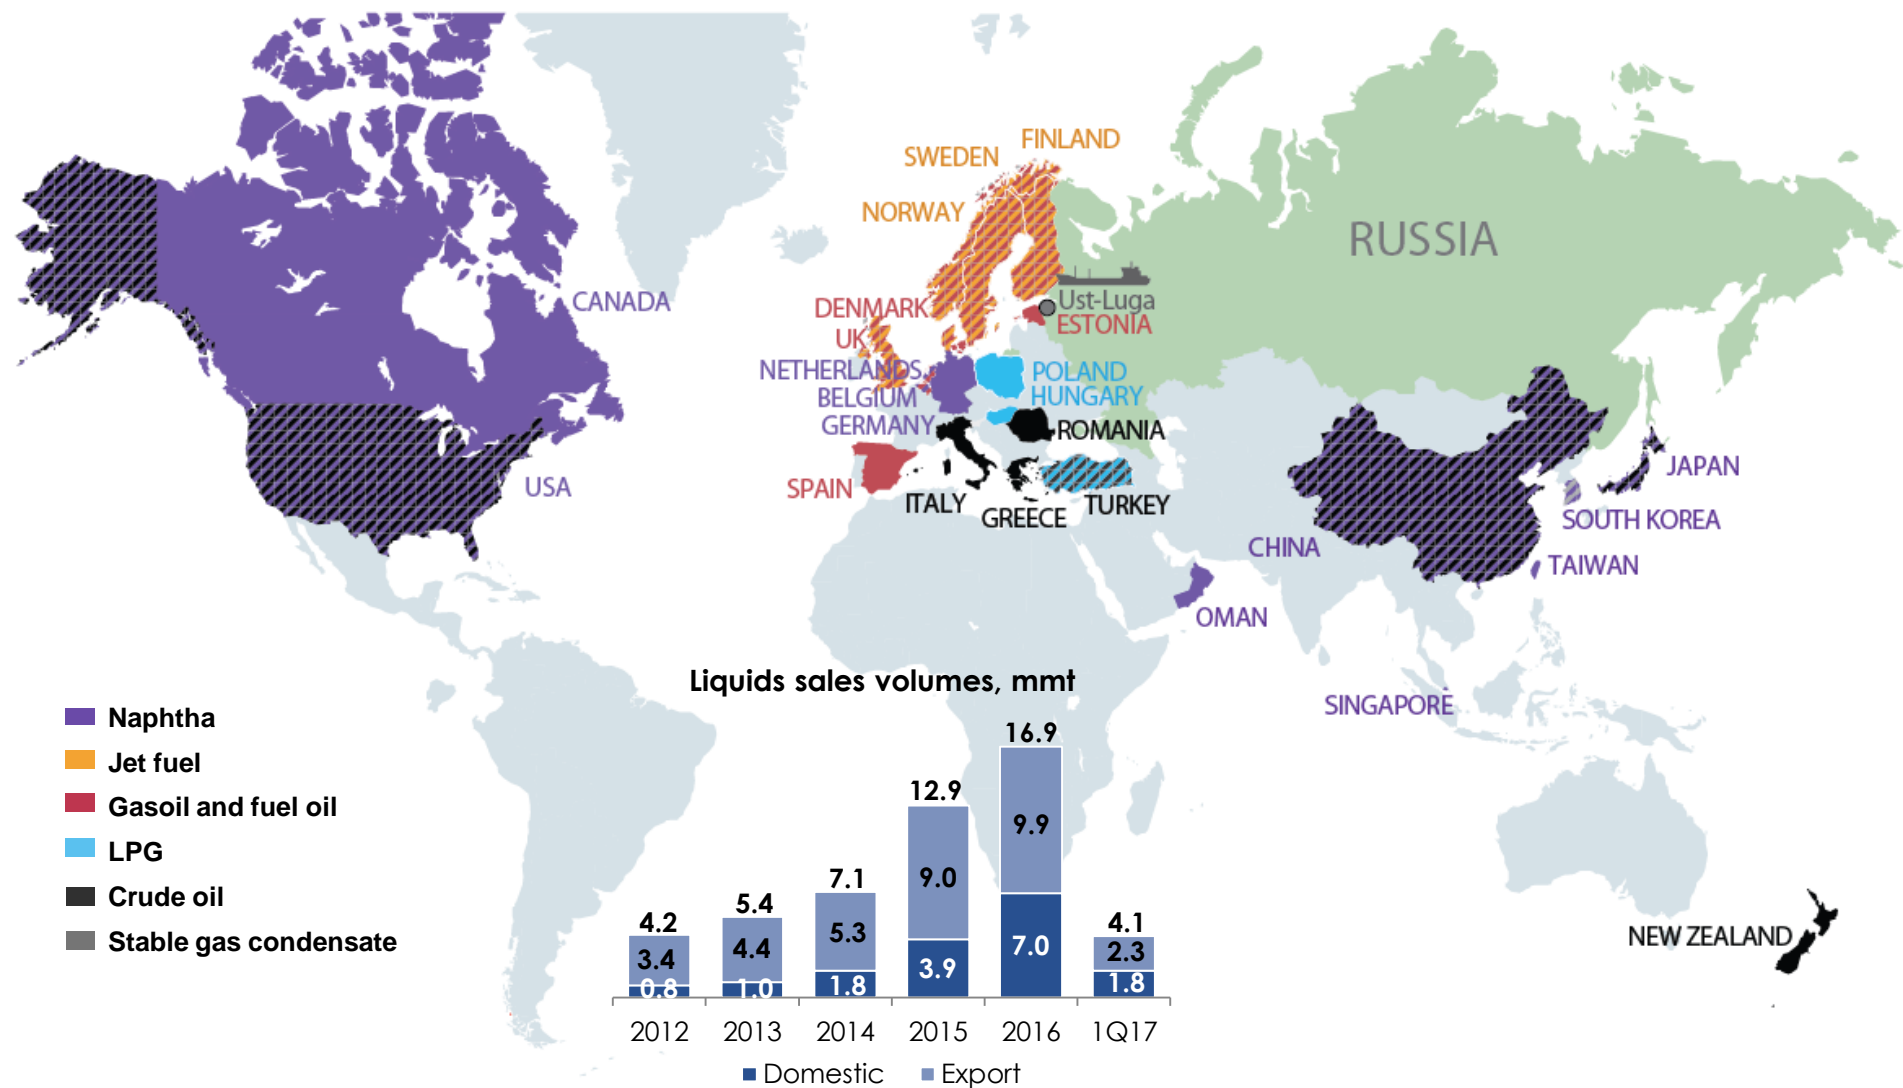 FINLAND
SWEDEN
NORWAY
RUSSIA
CANADA
DENMARK
Ust-Luga
UK
ESTONIA
NETHERLANDS
POLAND
BELGIUM
HUNGARY
GERMANY
ROMANIA
SPAIN
ITALY
GREECE
TURKEY
USA
JAPAN
SOUTH KOREA
CHINA
TAIWAN
OMAN
SINGAPORE
NEW ZEALAND
Naphtha
Jet fuel
Gasoil and fuel oil
LPG
Crude oil
Stable gas condensate
Liquids sales volumes, mmt
4.2 5.4 7.1 12.9 16.9 4.1
3.4 4.4 5.3 9.0 9.9 2.3
0.8 1.0 1.8 3.9 7.0 1.8
2012 2013 2014 2015 2016 1Q17
Domestic Export